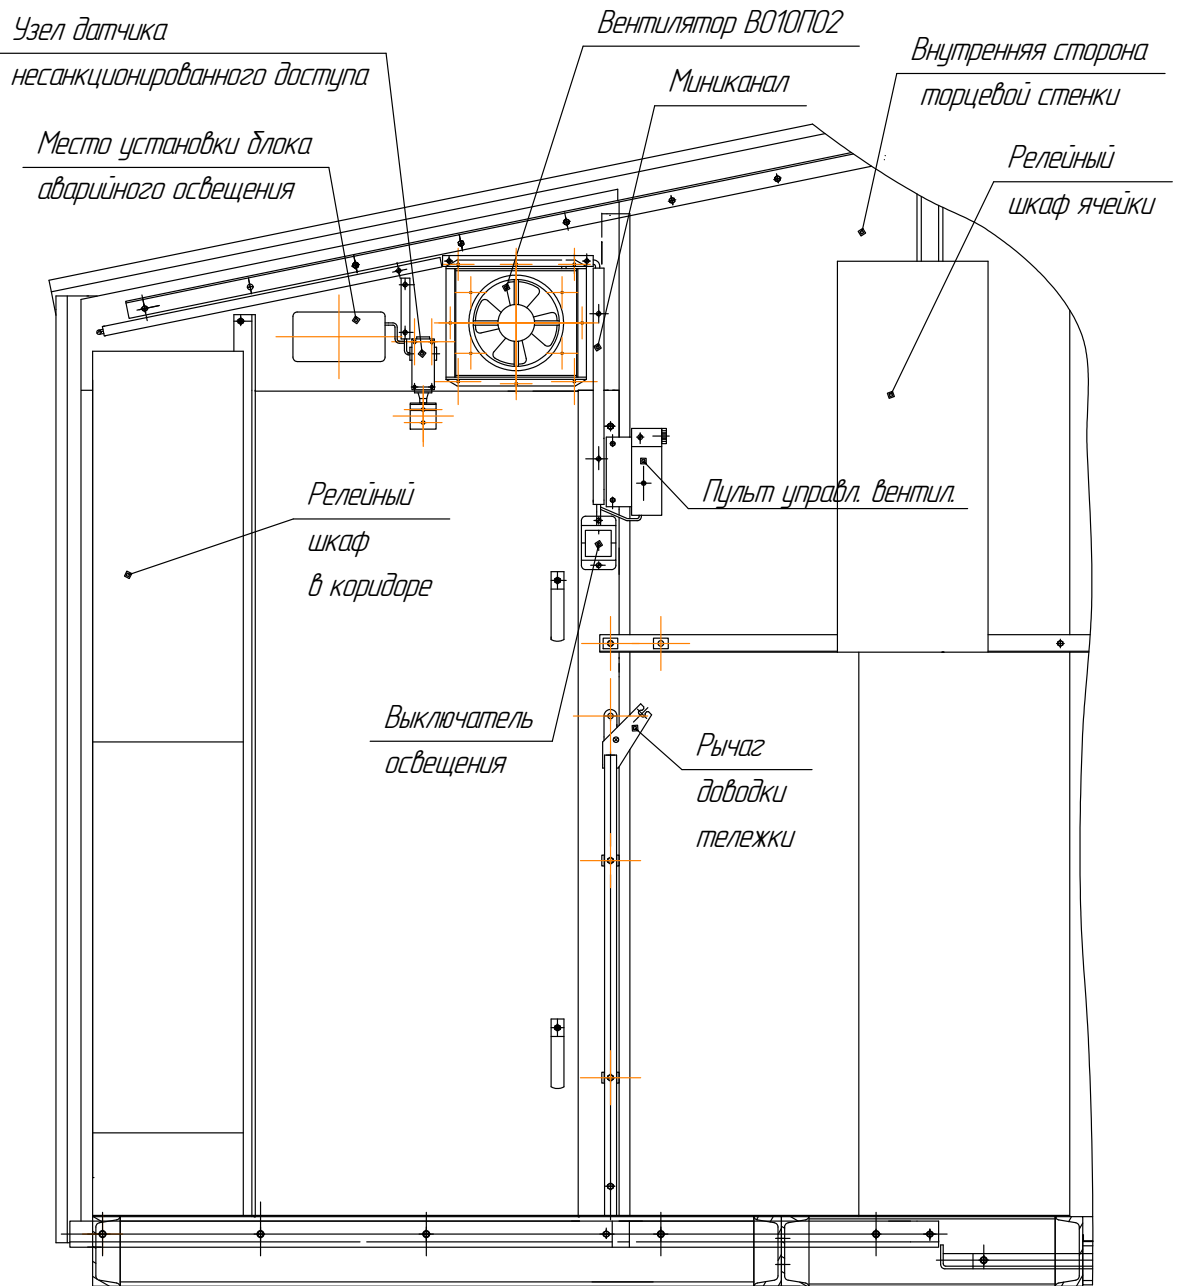 Узел датчика
несанкционированного доступа
Вентилятор ВО10П02
Внутренняя сторона
торцевой стенки
Миниканал
Место установки блока
аварийного освещения
Релейный
шкаф ячейки
Пульт управл. вентил.
Релейный
шкаф
в коридоре
Выключатель
освещения
Рычаг
доводки
тележки